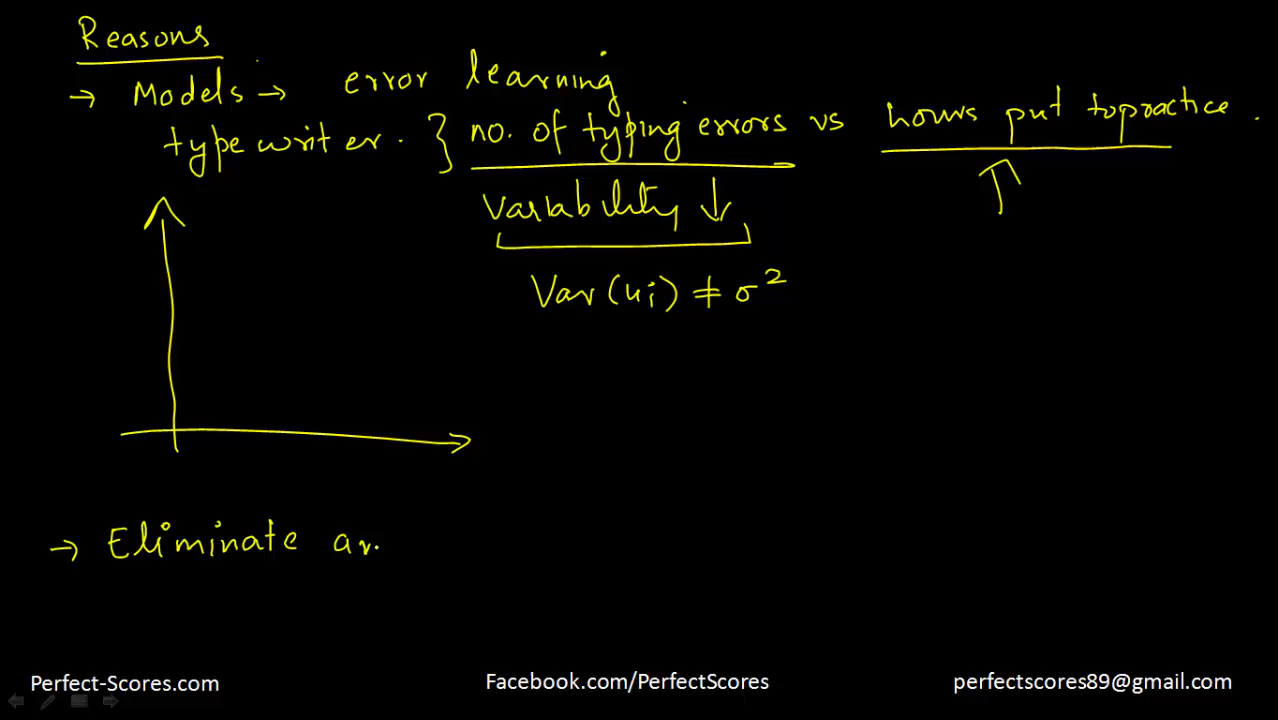 Reasons
→ Models → error learning
typewriter. } no. of typing errors vs hours put to practice.
Variability ↓
Var(ui) ≠ σ²
→ Eliminate
Perfect-Scores.com Facebook.com/PerfectScores perfectscores89@gmail.com